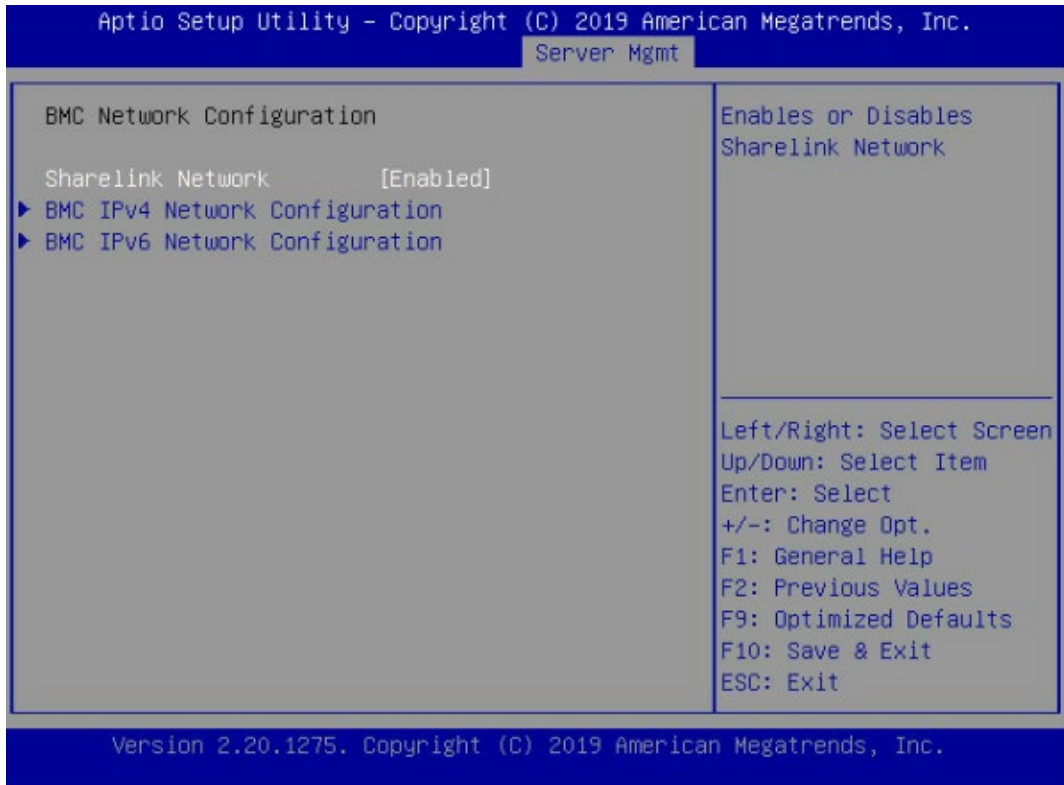 Aptio Setup Utility – Copyright (C) 2019 American Megatrends, Inc.
Server Mgmt
BMC Network Configuration
Sharelink Network [Enabled]
BMC IPv4 Network Configuration
BMC IPv6 Network Configuration
Enables or Disables
Sharelink Network
Left/Right: Select Screen
Up/Down: Select Item
Enter: Select
+/-: Change Opt.
F1: General Help
F2: Previous Values
F9: Optimized Defaults
F10: Save & Exit
ESC: Exit
Version 2.20.1275. Copyright (C) 2019 American Megatrends, Inc.